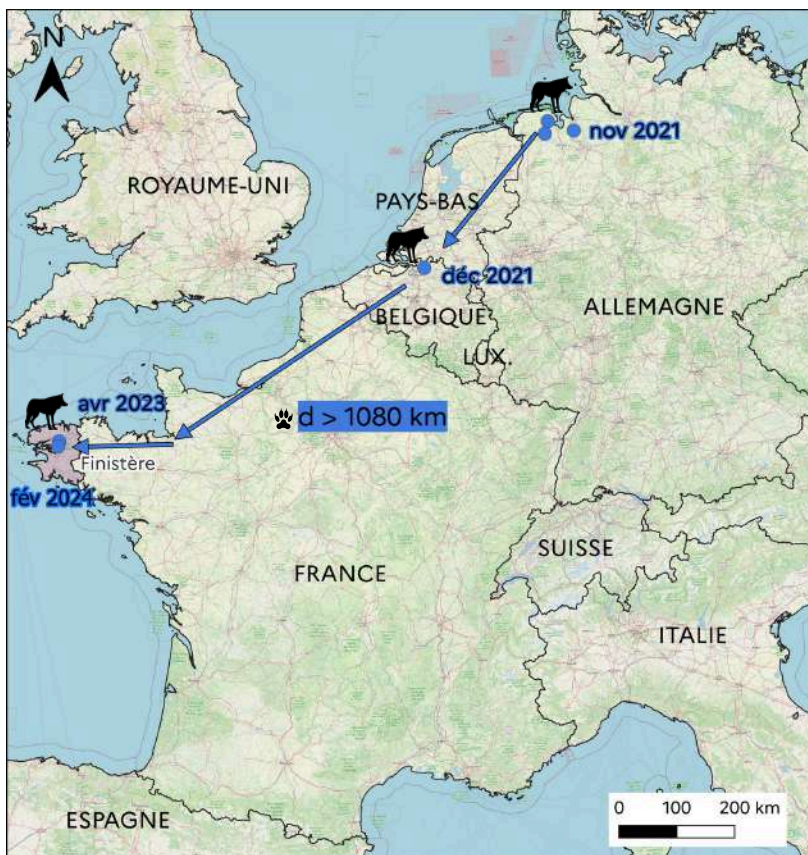 N
nov 2021
ROYAUME-UNI
PAYS-BAS
déc 2021
ALLEMAGNE
BELGIQUE
LUX.
avr 2023
d > 1080 km
Finistère
fév 2024
SUISSE
FRANCE
ITALIE
ESPAGNE
0 100 200 km